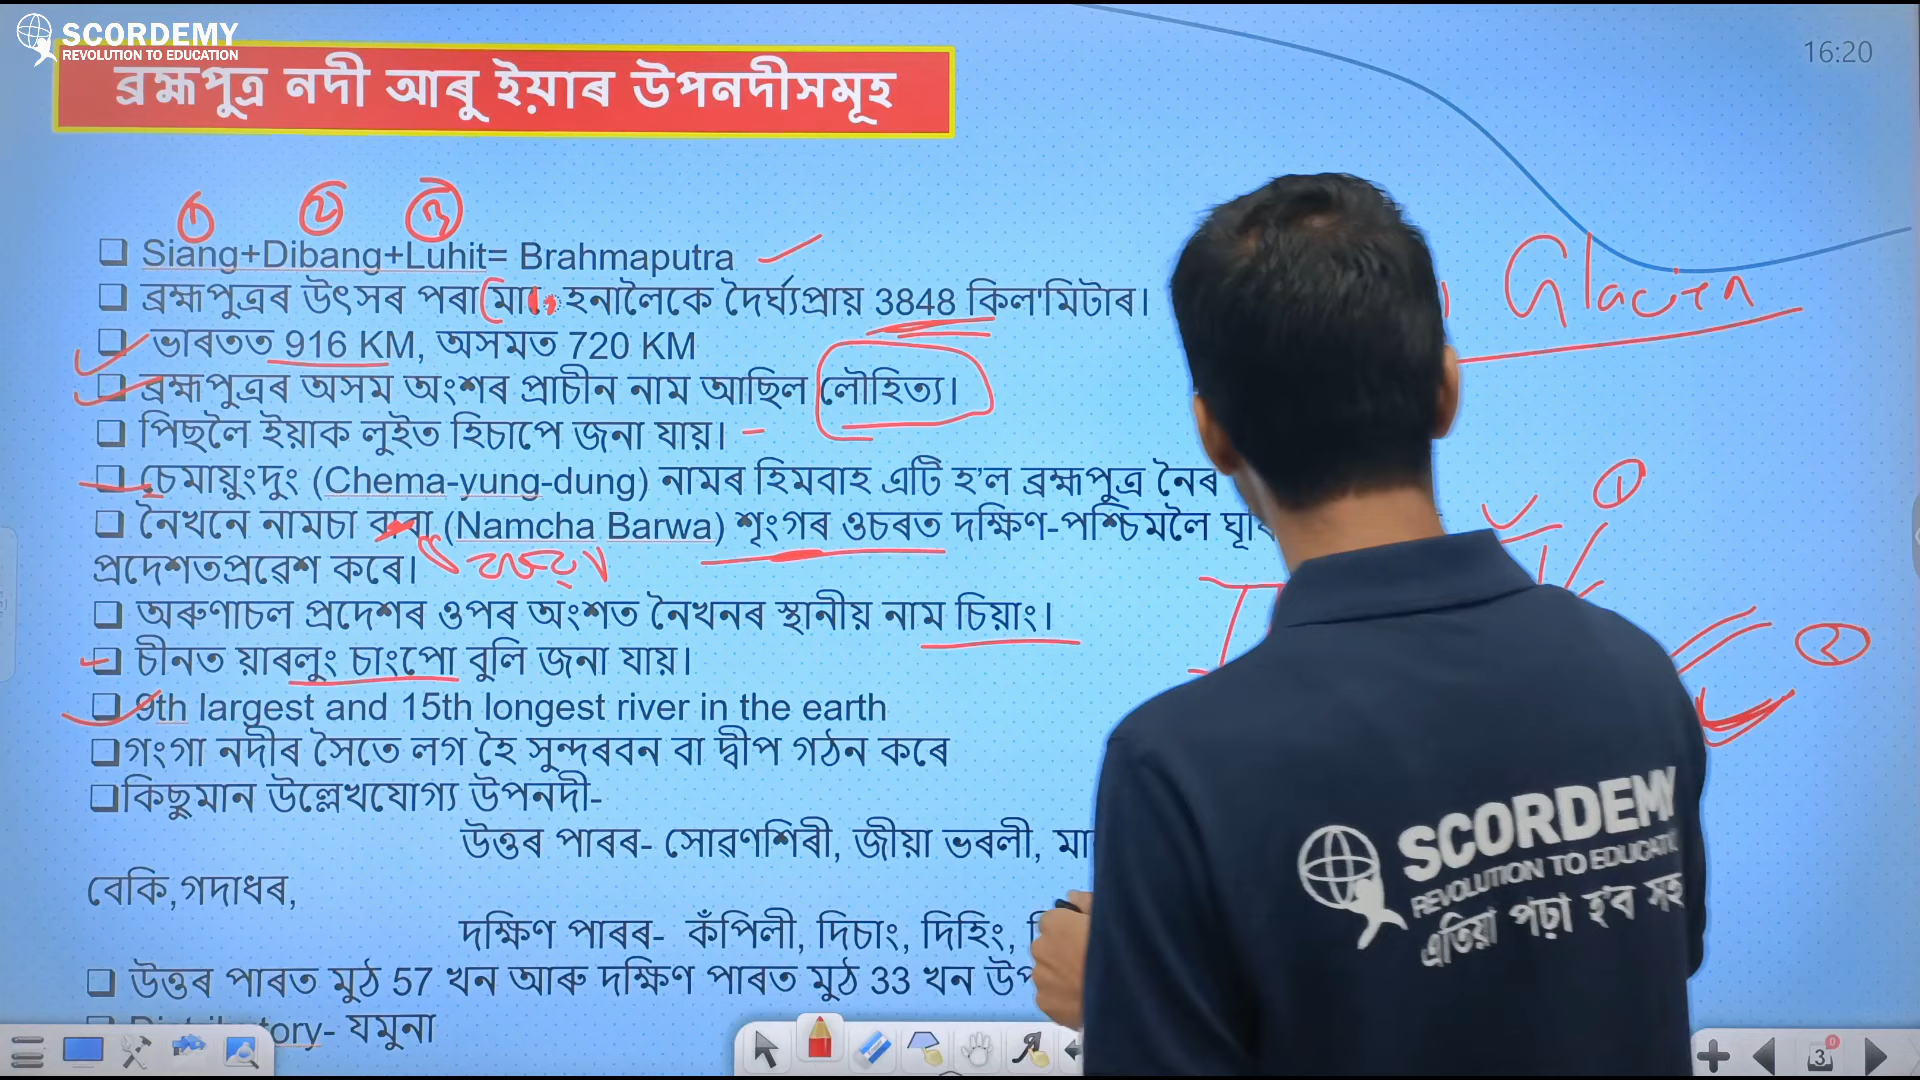 SCORDEMY
REVOLUTION TO EDUCATION
16:20
ব্ৰহ্মপুত্ৰ নদী আৰু ইয়াৰ উপনদীসমূহ
১ ২ ৩
Siang+Dibang+Luhit= Brahmaputra
ব্ৰহ্মপুত্ৰৰ উৎসৰ পৰা হনালৈকে দৈৰ্ঘ্যপ্ৰায় 3848 কিল'মিটাৰ।
Glacier
ভাৰতত 916 KM, অসমত 720 KM
ব্ৰহ্মপুত্ৰৰ অসম অংশৰ প্ৰাচীন নাম আছিল লৌহিত্য।
পিছলৈ ইয়াক লুইত হিচাপে জনা যায়।
চেমায়ুংদুং (Chema-yung-dung) নামৰ হিমবাহ এটি হ'ল ব্ৰহ্মপুত্ৰ নৈৰ
নৈখনে নামচা (Namcha Barwa) শৃংগৰ ওচৰত দক্ষিণ-পশ্চিমলৈ
প্ৰদেশতপ্ৰৱেশ কৰে।
অৰুণাচল প্ৰদেশৰ ওপৰ অংশত নৈখনৰ স্থানীয় নাম চিয়াং।
চীনত য়াৰলুং চাংপো বুলি জনা যায়।
9th largest and 15th longest river in the earth
গংগা নদীৰ সৈতে লগ হৈ সুন্দৰবন বা দ্বীপ গঠন কৰে
কিছুমান উল্লেখযোগ্য উপনদী-
উত্তৰ পাৰৰ- সোৱণশিৰী, জীয়া ভৰলী,
বেকি,গদাধৰ,
দক্ষিণ পাৰৰ- কঁপিলী, দিচাং, দিহিং,
উত্তৰ পাৰত মুঠ 57 খন আৰু দক্ষিণ পাৰত মুঠ 33 খন
যমুনা
SCORDEMY
REVOLUTION TO
এতিয়া পঢ়া হ'ব
3